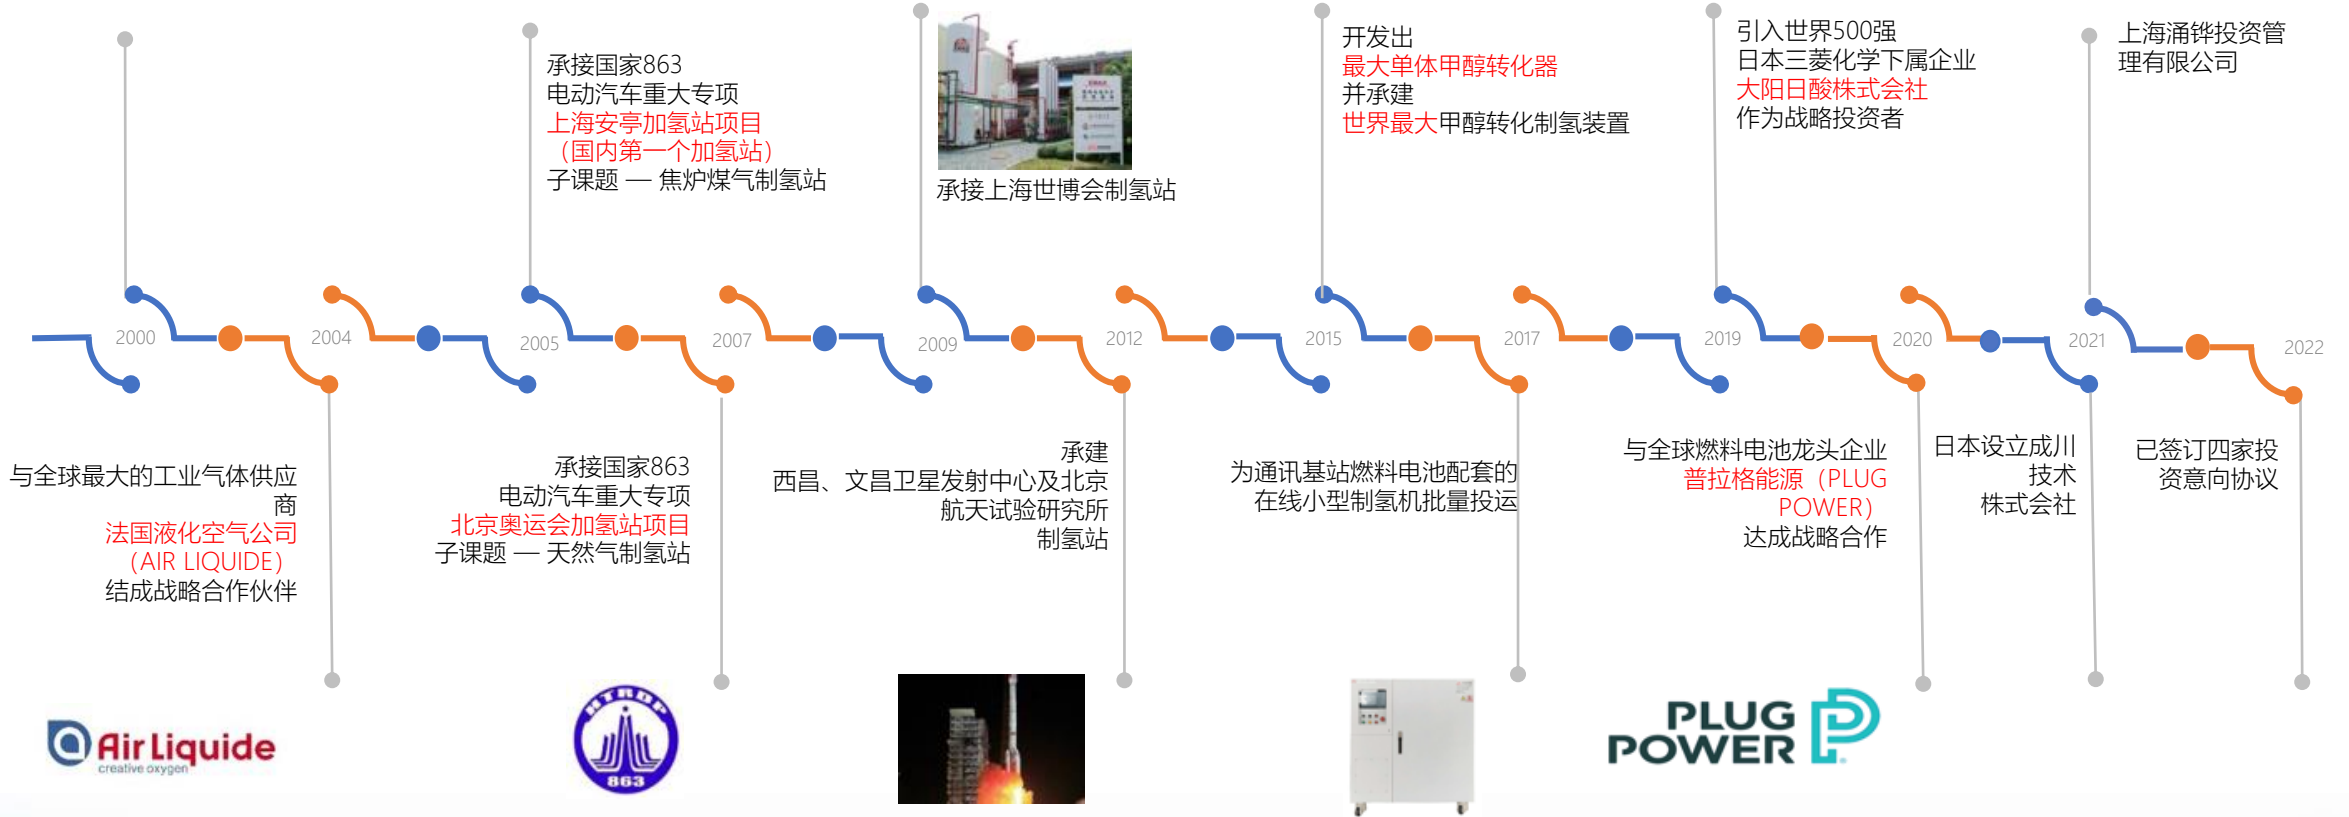 承接国家863
电动汽车重大专项
上海安亭加氢站项目
（国内第一个加氢站）
子课题 — 焦炉煤气制氢站
承接上海世博会制氢站
开发出
最大单体甲醇转化器
并承建
世界最大甲醇转化制氢装置
引入世界500强
日本三菱化学下属企业
大阳日酸株式会社
作为战略投资者
上海涌铧投资管
理有限公司
2000
2004
2005
2007
2009
2012
2015
2017
2019
2020
2021
2022
与全球最大的工业气体供应
商
法国液化空气公司
（AIR LIQUIDE）
结成战略合作伙伴
承接国家863
电动汽车重大专项
北京奥运会加氢站项目
子课题 — 天然气制氢站
承建
西昌、文昌卫星发射中心及北京
航天试验研究所
制氢站
为通讯基站燃料电池配套的
在线小型制氢机批量投运
与全球燃料电池龙头企业
普拉格能源（PLUG
POWER）
达成战略合作
日本设立成川
技术
株式会社
已签订四家投
资意向协议
Air Liquide
creative oxygen
HTRDP
863
PLUG
POWER